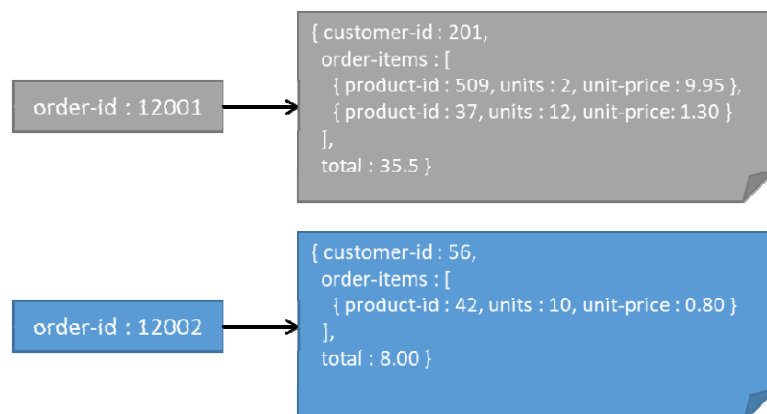 order-id : 12001
{ customer-id : 201,
order-items : [
{ product-id : 509, units : 2, unit-price : 9.95 },
{ product-id : 37, units : 12, unit-price: 1.30 }
],
total : 35.5 }
order-id : 12002
{ customer-id : 56,
order-items : [
{ product-id : 42, units : 10, unit-price : 0.80 }
],
total : 8.00 }